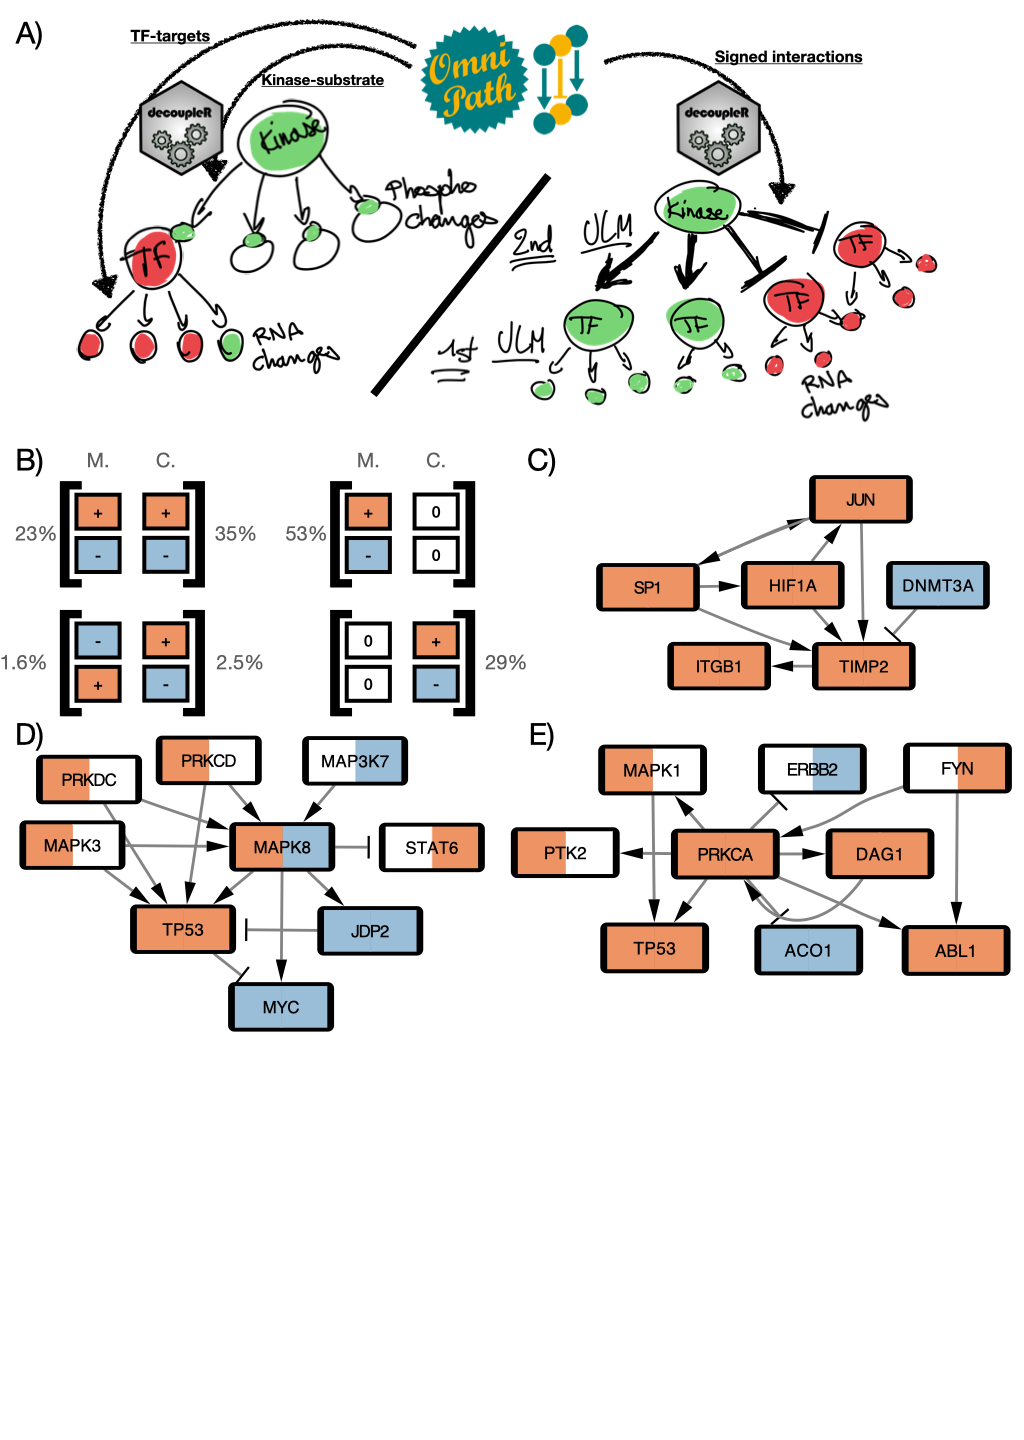 A)
TF-targets
Kinase-substrate
Omni
Path
Signed interactions
decoupleR
decoupleR
Kinase
Phospho
changes
TF
RNA
changes
2nd ULM
1st ULM
Kinase
TF
TF
TF
TF
RNA
changes
B)
M. C.
M. C.
23%
+ +
- -
35%
53%
+ 0
- 0
1.6%
- +
+ -
2.5%
0 +
0 -
29%
C)
JUN
SP1
HIF1A
DNMT3A
ITGB1
TIMP2
D)
PRKCD
MAP3K7
PRKDC
MAPK3
MAPK8
STAT6
TP53
JDP2
MYC
E)
MAPK1
ERBB2
FYN
PTK2
PRKCA
DAG1
TP53
ACO1
ABL1